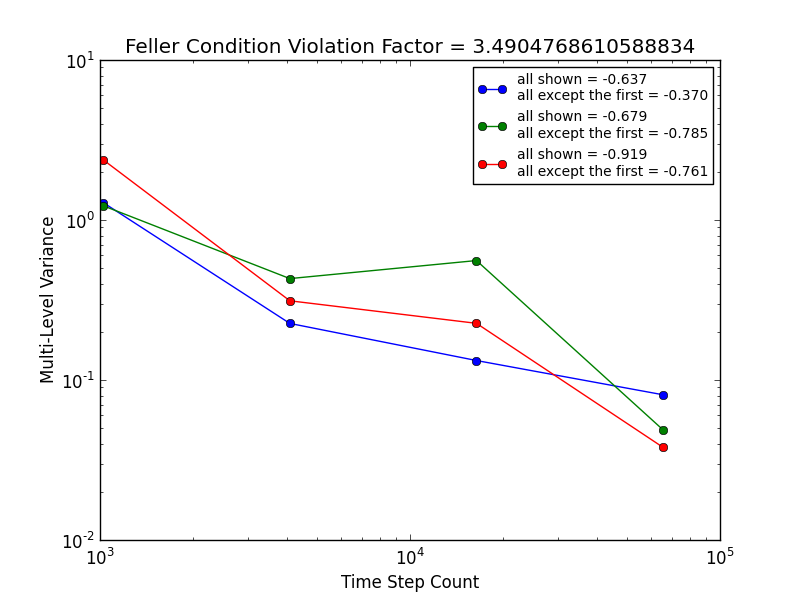 Feller Condition Violation Factor = 3.4904768610588834
all shown = -0.637
all except the first = -0.370
all shown = -0.679
all except the first = -0.785
all shown = -0.919
all except the first = -0.761
Multi-Level Variance
10^1
10^0
10^-1
10^-2
10^3
10^4
10^5
Time Step Count